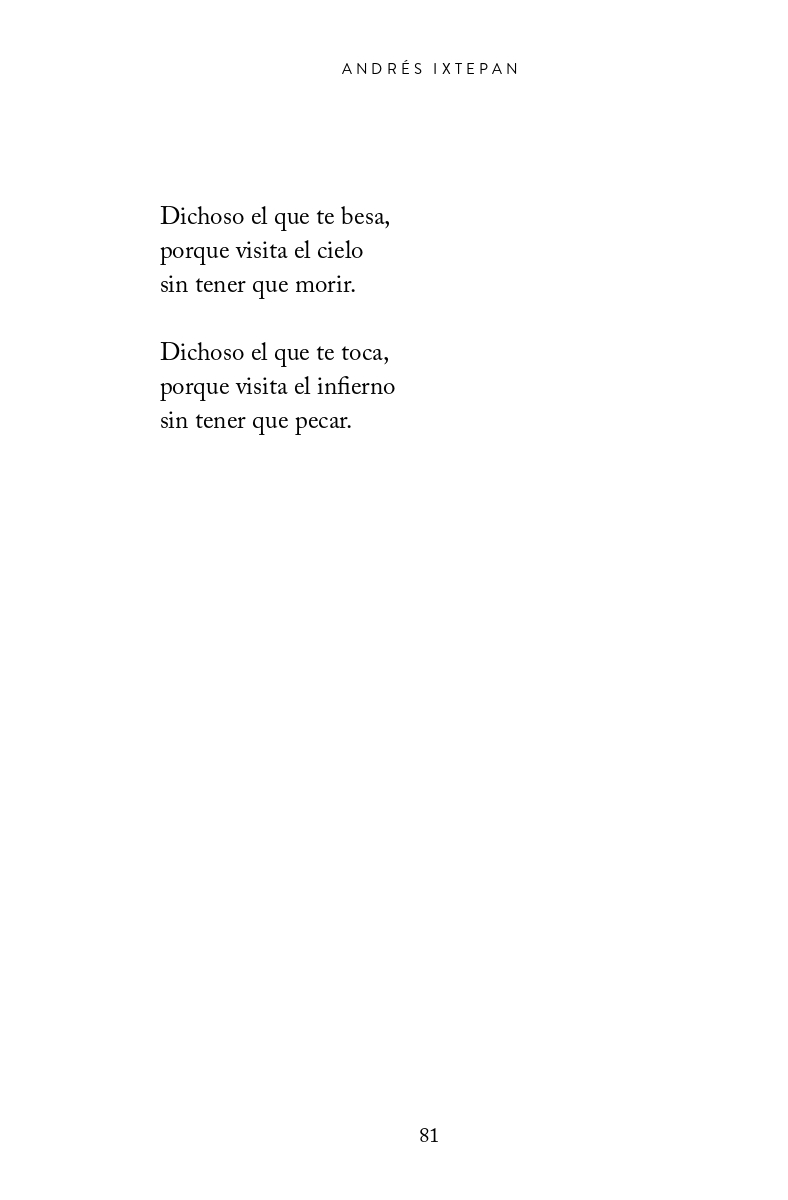 ANDRÉS IXTEPAN
Dichoso el que te besa,
porque visita el cielo
sin tener que morir.
Dichoso el que te toca,
porque visita el infierno
sin tener que pecar.
81